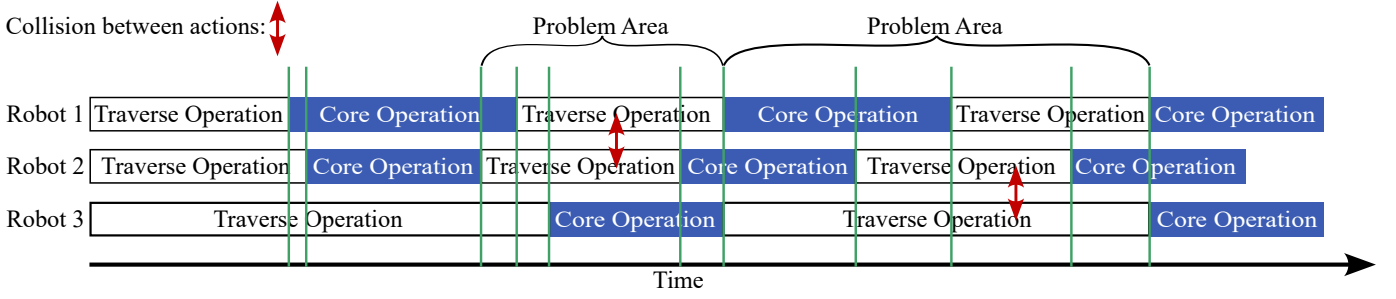 Collision between actions: Problem Area Problem Area
Robot 1 Traverse Operation Core Operation Traverse Operation Core Operation Traverse Operation Core Operation
Robot 2 Traverse Operation Core Operation Traverse Operation Core Operation Traverse Operation Core Operation
Robot 3 Traverse Operation Core Operation Traverse Operation Core Operation
Time